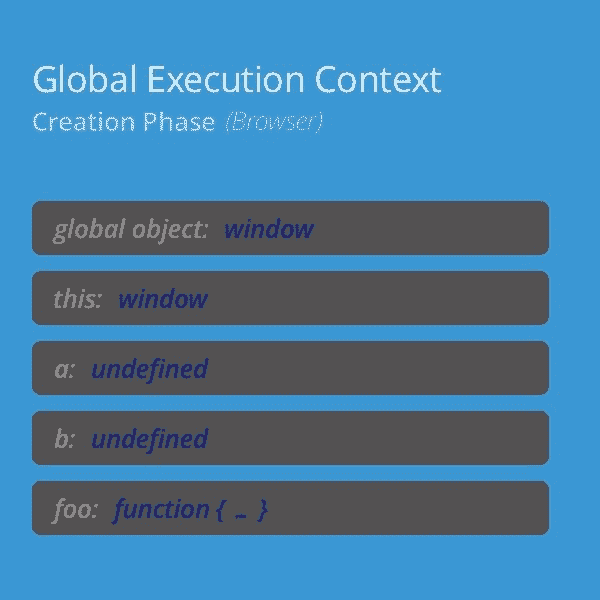 Global Execution Context
Creation Phase (Browser)
global object: window
this: window
a: undefined
b: undefined
foo: function { … }